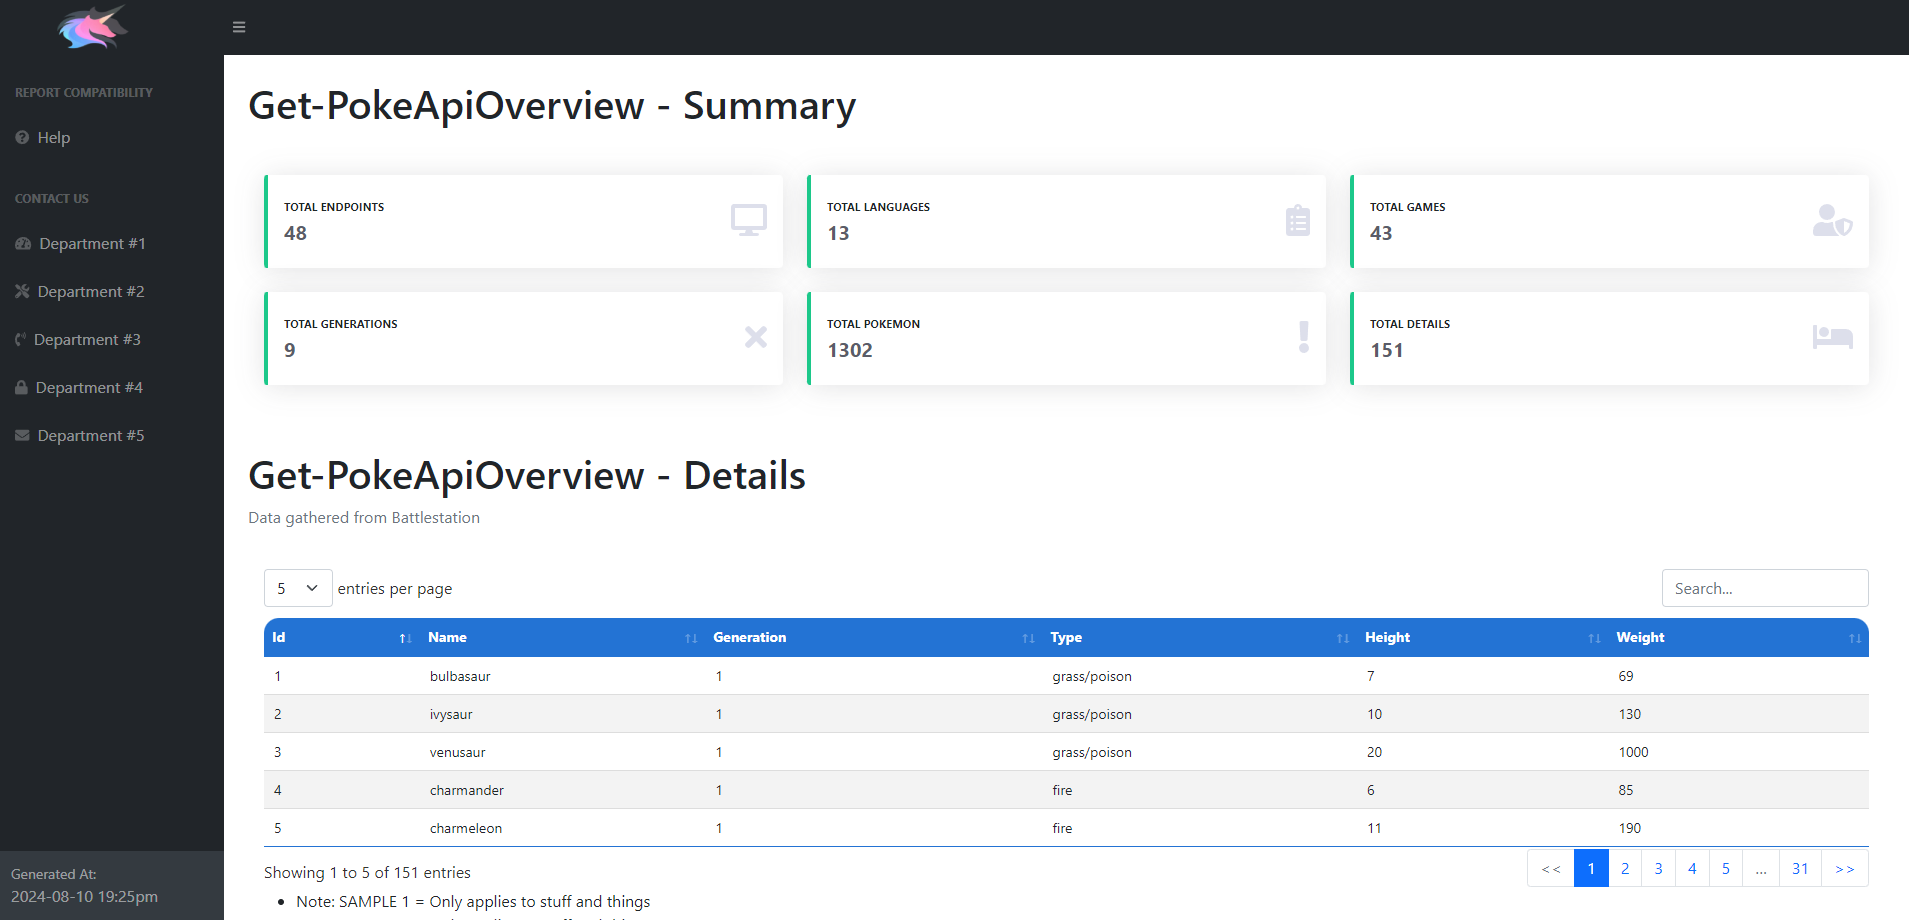 REPORT COMPATIBILITY
Help
CONTACT US
Department #1
Department #2
Department #3
Department #4
Department #5
Generated At:
2024-08-10 19:25pm
Get-PokeApiOverview - Summary
TOTAL ENDPOINTS
48
TOTAL LANGUAGES
13
TOTAL GAMES
43
TOTAL GENERATIONS
9
TOTAL POKEMON
1302
TOTAL DETAILS
151
Get-PokeApiOverview - Details
Data gathered from Battlestation
5 entries per page
Search...
Id Name Generation Type Height Weight
1 bulbasaur 1 grass/poison 7 69
2 ivysaur 1 grass/poison 10 130
3 venusaur 1 grass/poison 20 1000
4 charmander 1 fire 6 85
5 charmeleon 1 fire 11 190
Showing 1 to 5 of 151 entries
<< 1 2 3 4 5 ... 31 >>
Note: SAMPLE 1 = Only applies to stuff and things